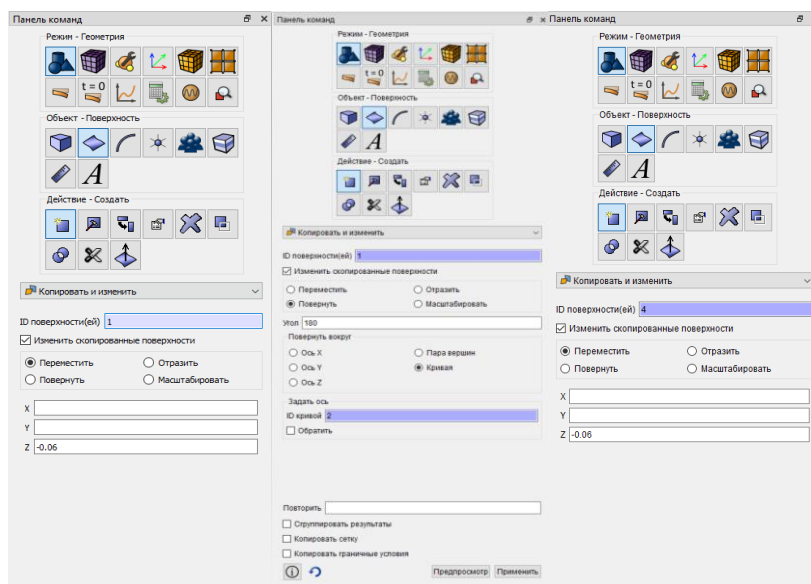 Панель команд
Режим - Геометрия
t = 0
Объект - Поверхность
A
Действие - Создать
Копировать и изменить
ID поверхности(ей) 1
Изменить скопированные поверхности
Переместить Отразить
Повернуть Масштабировать
X
Y
Z -0.06
Панель команд
Режим - Геометрия
t = 0
Объект - Поверхность
A
Действие - Создать
Копировать и изменить
ID поверхности(ей) 1
Изменить скопированные поверхности
Переместить Отразить
Повернуть Масштабировать
Угол 180
Повернуть вокруг
Ось X Пара вершин
Ось Y Кривая
Ось Z
Задать ось
ID кривой 2
Обратить
Повторить
Сгруппировать результаты
Копировать сетку
Копировать граничные условия
Предпросмотр Применить
Панель команд
Режим - Геометрия
t = 0
Объект - Поверхность
A
Действие - Создать
Копировать и изменить
ID поверхности(ей) 4
Изменить скопированные поверхности
Переместить Отразить
Повернуть Масштабировать
X
Y
Z -0.06